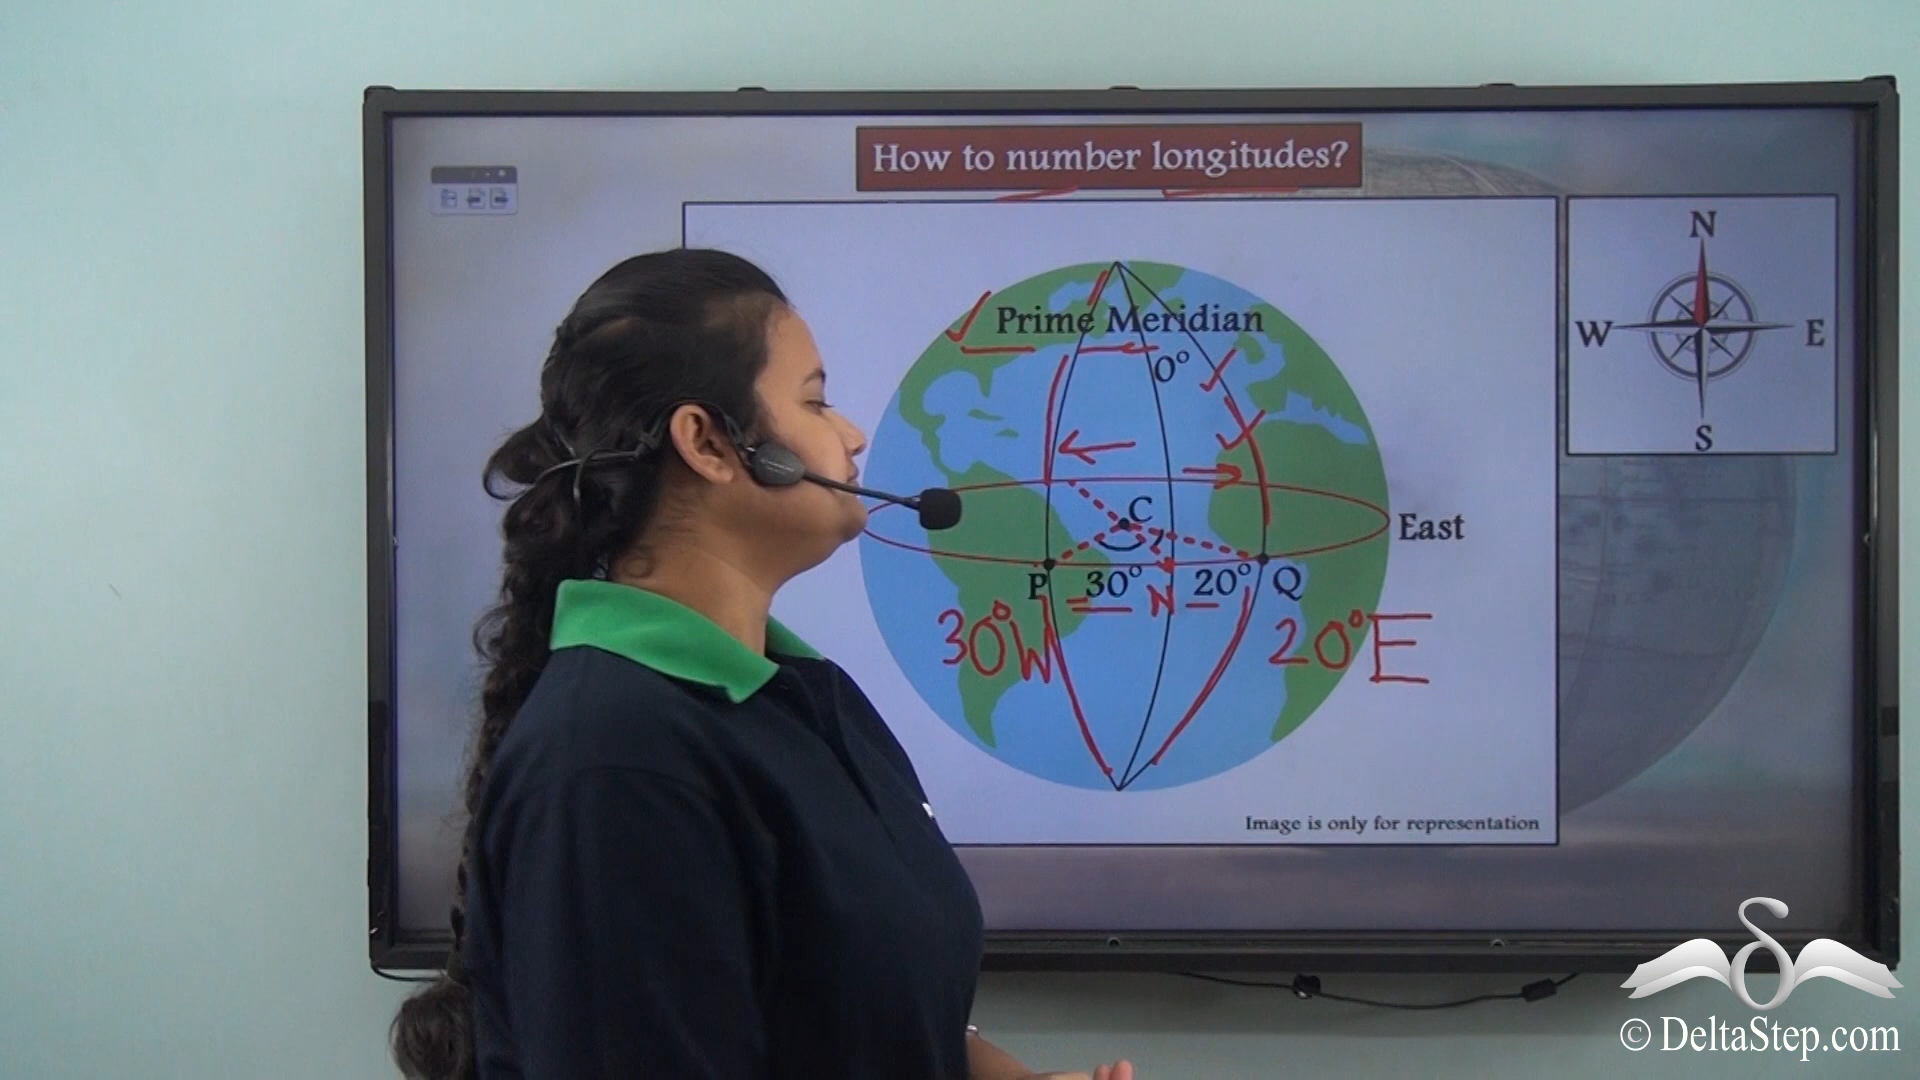 How to number longitudes?
N
W E
S
Prime Meridian
0°
C
East
P 30° N 20° Q
30°W 20°E
Image is only for representation
© DeltaStep.com